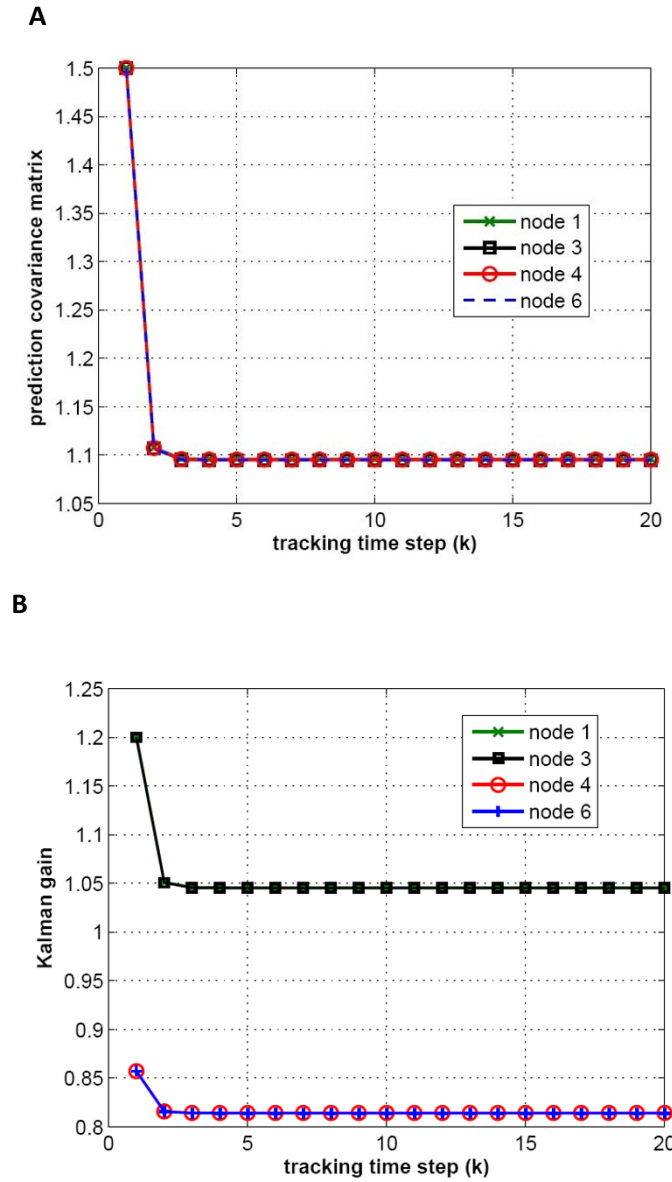 A
1.5
1.45
1.4
1.35
1.3
1.25
1.2
1.15
1.1
1.05
prediction covariance matrix
node 1
node 3
node 4
node 6
0 5 10 15 20
tracking time step (k)
B
1.25
1.2
1.15
1.1
1.05
1
0.95
0.9
0.85
0.8
Kalman gain
node 1
node 3
node 4
node 6
0 5 10 15 20
tracking time step (k)